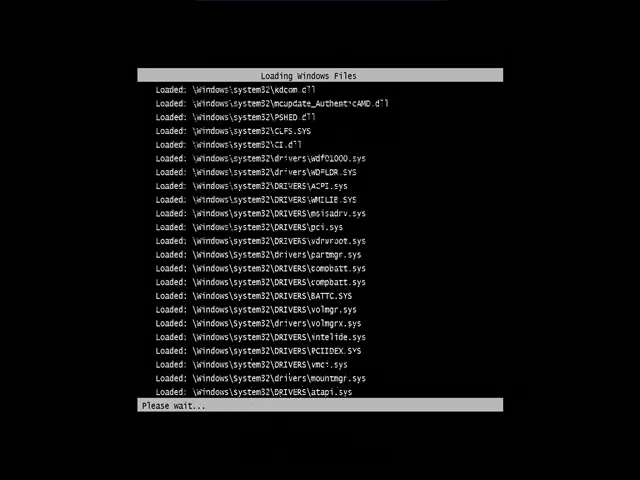 Loading Windows Files
Loaded: \Windows\system32\kdcom.dll
Loaded: \Windows\system32\mcupdate_AuthenticAMD.dll
Loaded: \Windows\system32\PSHED.dll
Loaded: \Windows\system32\CLFS.SYS
Loaded: \Windows\system32\CI.dll
Loaded: \Windows\system32\drivers\Wdf01000.sys
Loaded: \Windows\system32\drivers\WDFLDR.SYS
Loaded: \Windows\system32\DRIVERS\ACPI.sys
Loaded: \Windows\system32\DRIVERS\WMILIB.SYS
Loaded: \Windows\system32\DRIVERS\msisadrv.sys
Loaded: \Windows\system32\DRIVERS\pci.sys
Loaded: \Windows\system32\DRIVERS\vdrvroot.sys
Loaded: \Windows\System32\drivers\partmgr.sys
Loaded: \Windows\system32\DRIVERS\compbatt.sys
Loaded: \Windows\system32\DRIVERS\compbatt.sys
Loaded: \Windows\system32\DRIVERS\BATTC.SYS
Loaded: \Windows\system32\DRIVERS\volmgr.sys
Loaded: \Windows\System32\drivers\volmgrx.sys
Loaded: \Windows\system32\DRIVERS\intelide.sys
Loaded: \Windows\system32\DRIVERS\PCIIDEX.SYS
Loaded: \Windows\system32\DRIVERS\vmci.sys
Loaded: \Windows\System32\drivers\mountmgr.sys
Loaded: \Windows\system32\DRIVERS\atapi.sys
Please wait...